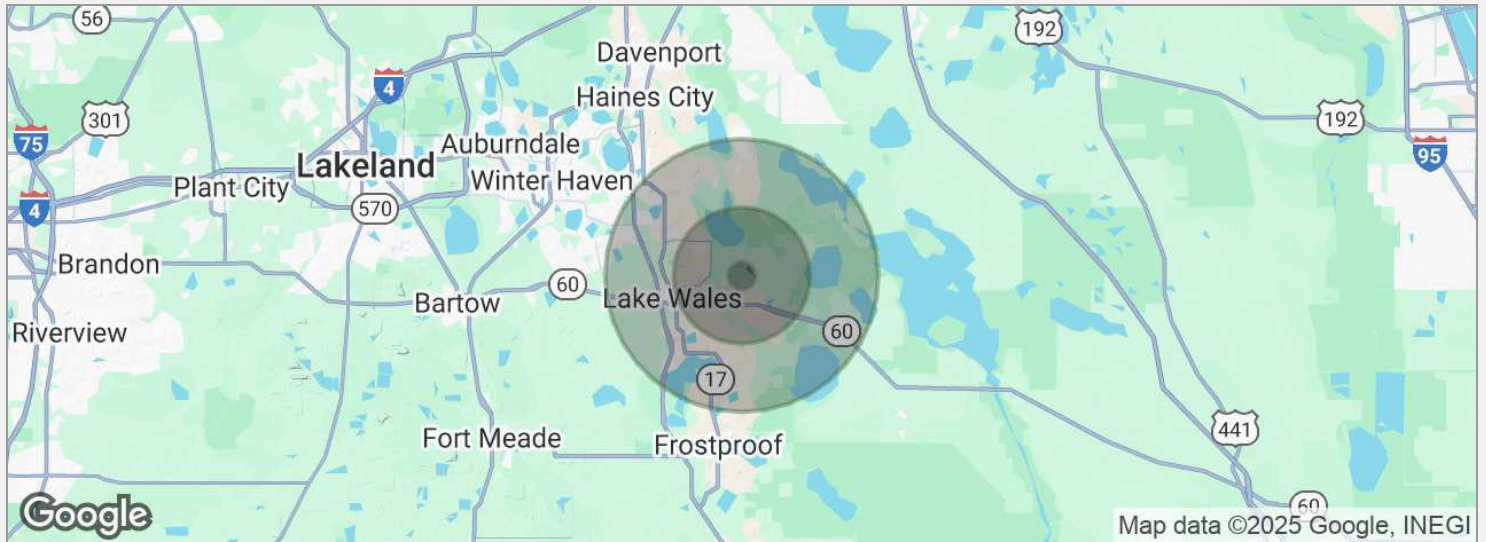 56
Davenport
192
4
Haines City
301
192
75
Auburndale
Lakeland
95
Plant City
Winter Haven
4
570
Brandon
60
Bartow
Lake Wales
Riverview
60
17
Fort Meade
Frostproof
441
60
Google
Map data ©2025 Google, INEGI